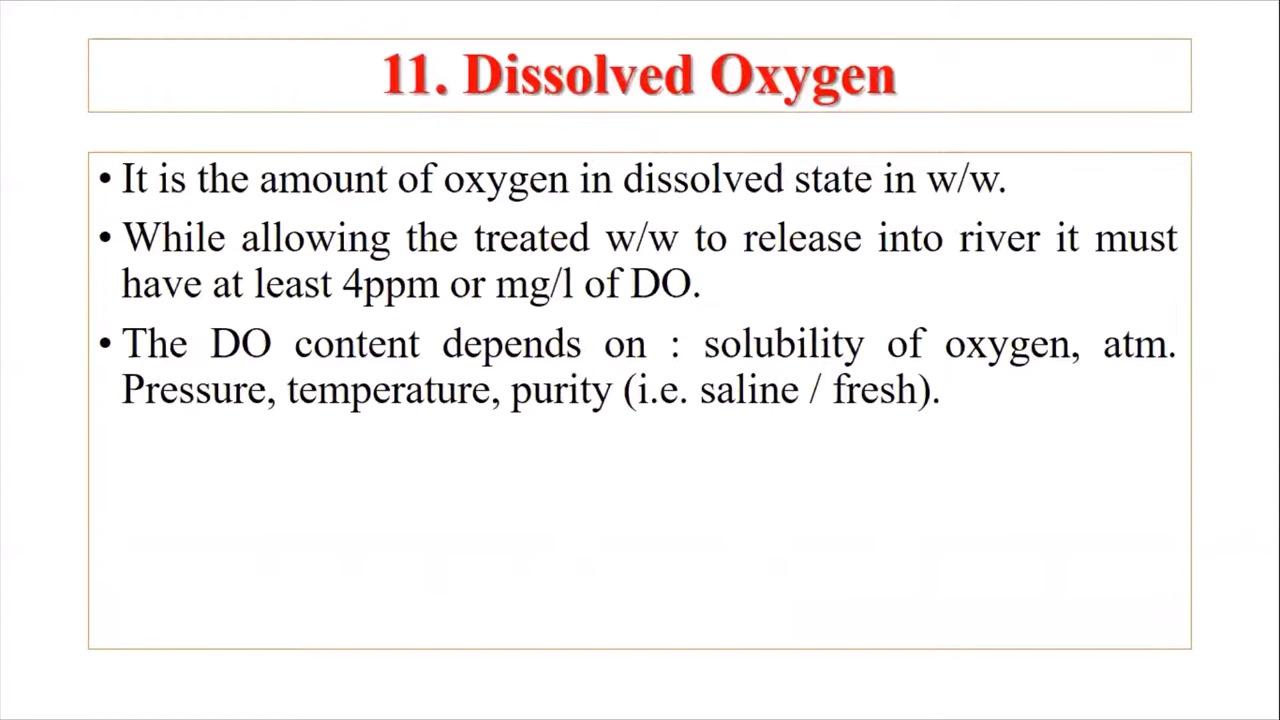 11. Dissolved Oxygen
• It is the amount of oxygen in dissolved state in w/w.
• While allowing the treated w/w to release into river it must
have at least 4ppm or mg/l of DO.
• The DO content depends on : solubility of oxygen, atm.
Pressure, temperature, purity (i.e. saline / fresh).